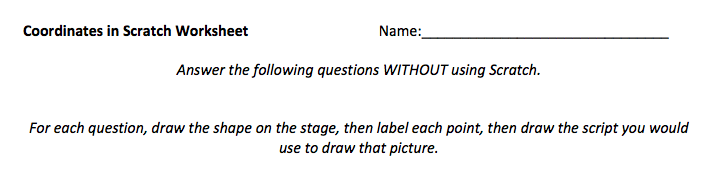 Coordinates in Scratch Worksheet Name:_______________________________
Answer the following questions WITHOUT using Scratch.
For each question, draw the shape on the stage, then label each point, then draw the script you would
use to draw that picture.